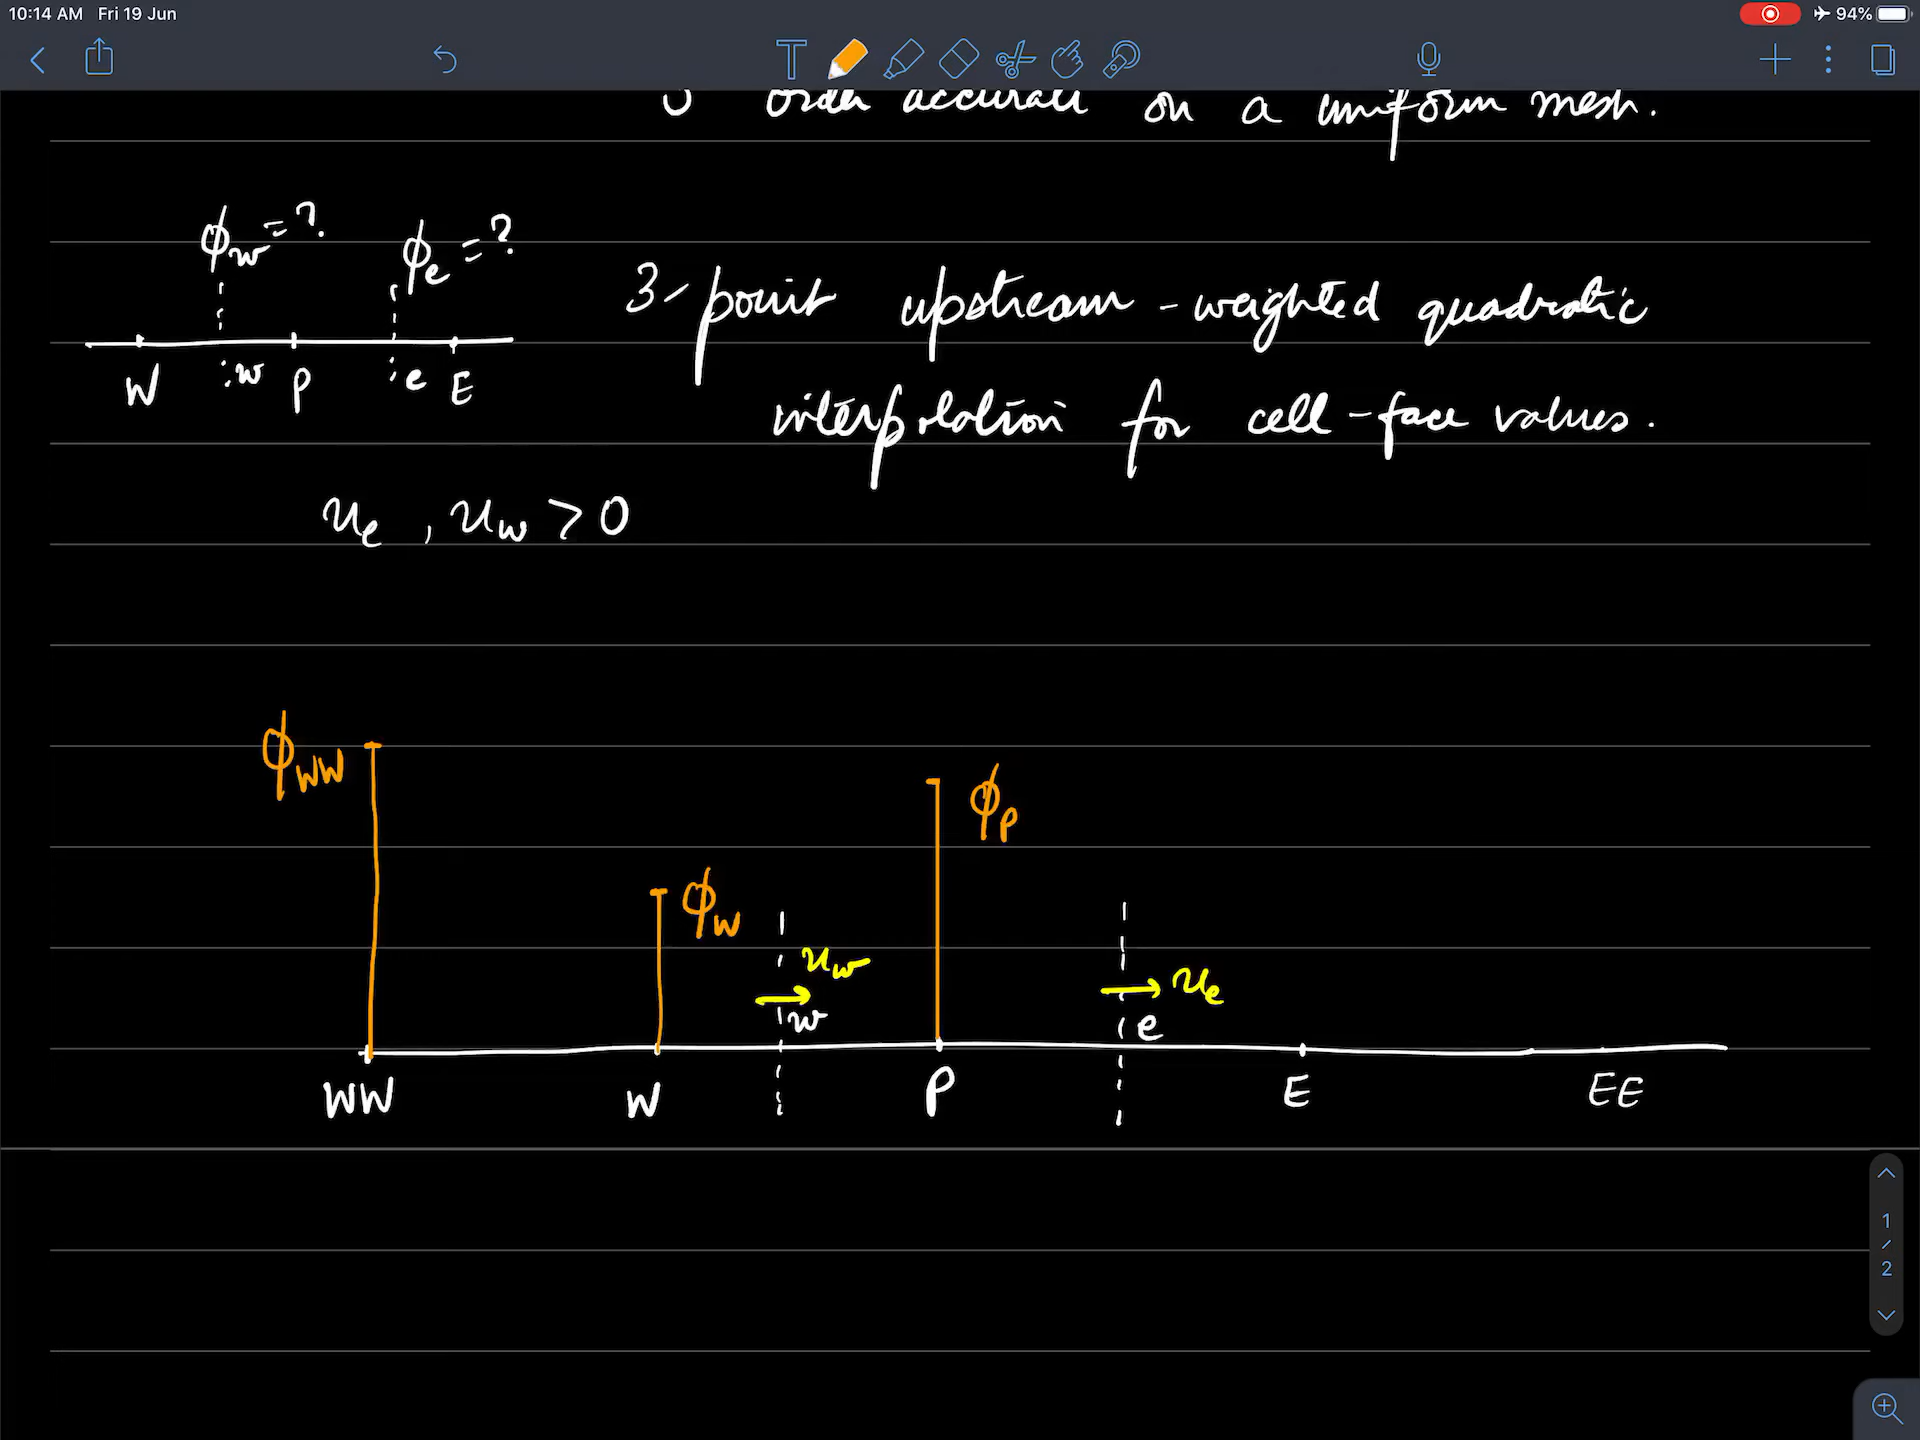 10:14 AM Fri 19 Jun
94%
order accurate on a uniform mesh.
ϕw = ?
ϕe = ?
3-point upstream-weighted quadratic
W w P e E
interpolation for cell-face values.
ue , uw > 0
ϕWW
ϕP
ϕW
uw
ue
w
e
WW W P E EE
1
/
2